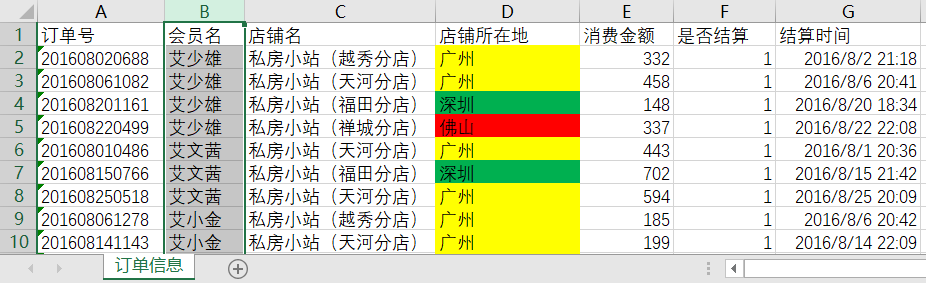 A B C D E F G
1 订单号 会员名 店铺名 店铺所在地 消费金额 是否结算 结算时间
2 201608020688 艾少雄 私房小站（越秀分店） 广州 332 1 2016/8/2 21:18
3 201608061082 艾少雄 私房小站（天河分店） 广州 458 1 2016/8/6 20:41
4 201608201161 艾少雄 私房小站（福田分店） 深圳 148 1 2016/8/20 18:34
5 201608220499 艾少雄 私房小站（禅城分店） 佛山 337 1 2016/8/22 22:08
6 201608010486 艾文茜 私房小站（天河分店） 广州 443 1 2016/8/1 20:36
7 201608150766 艾文茜 私房小站（福田分店） 深圳 702 1 2016/8/15 21:42
8 201608250518 艾文茜 私房小站（天河分店） 广州 594 1 2016/8/25 20:09
9 201608061278 艾小金 私房小站（越秀分店） 广州 185 1 2016/8/6 20:42
10 201608141143 艾小金 私房小站（天河分店） 广州 199 1 2016/8/14 22:09
订单信息